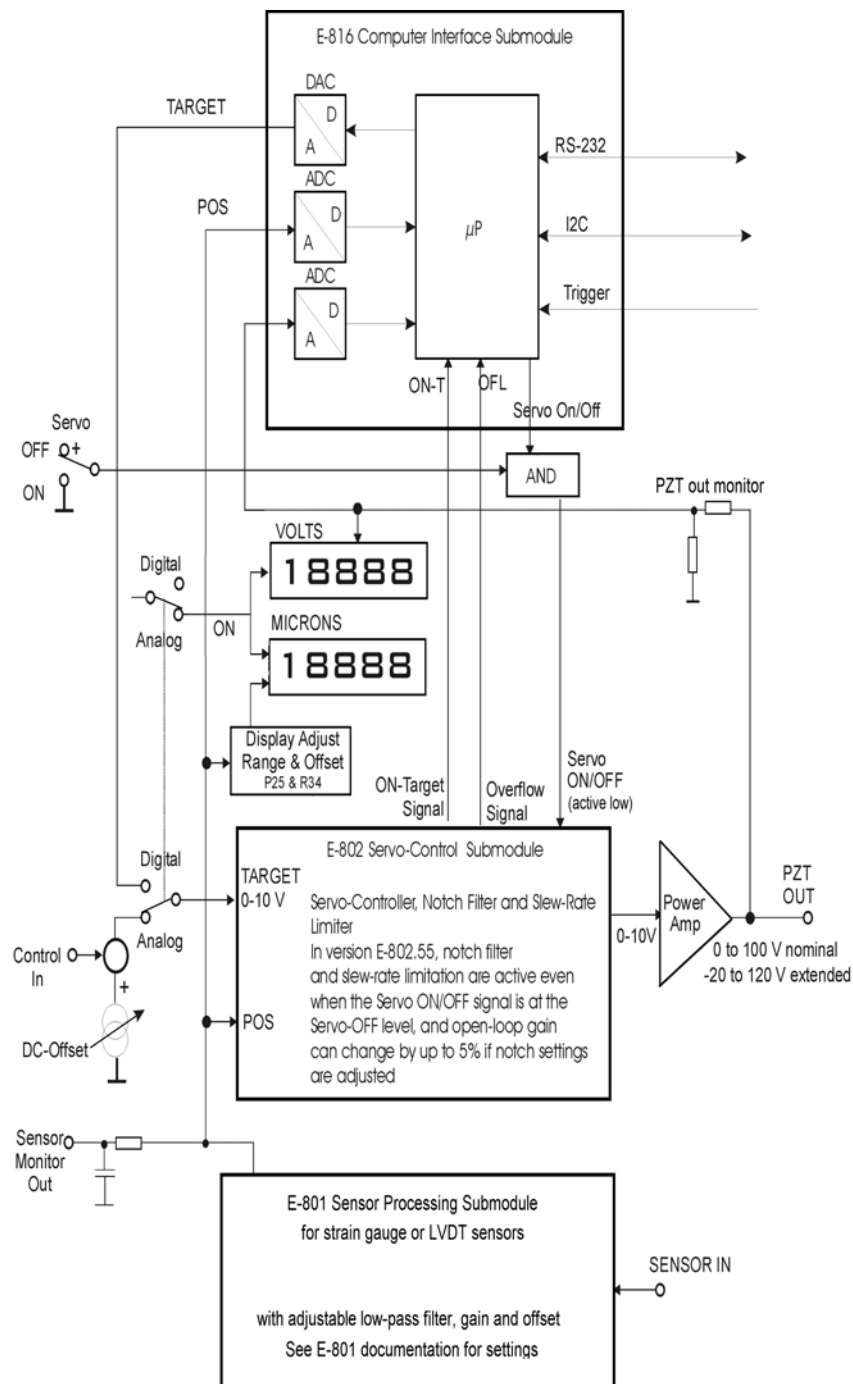 E-816 Computer Interface Submodule
DAC
TARGET
D
A
RS-232
ADC
POS
D
A
µP
I2C
ADC
D
A
Trigger
ON-T
OFL
Servo On/Off
Servo
OFF
+
ON
AND
PZT out monitor
VOLTS
18888
Digital
Analog
ON
MICRONS
18888
Display Adjust
Range & Offset
P25 & R34
ON-Target
Signal
Overflow
Signal
Servo
ON/OFF
(active low)
E-802 Servo-Control Submodule
Digital
TARGET
0-10 V
Analog
Servo-Controller, Notch Filter and Slew-Rate
Limiter
In version E-802.55, notch filter
and slew-rate limitation are active even
when the Servo ON/OFF signal is at the
Servo-OFF level, and open-loop gain
can change by up to 5% if notch settings
are adjusted
POS
Control
In
+
DC-Offset
0-10V
Power
Amp
PZT
OUT
0 to 100 V nominal
-20 to 120 V extended
Sensor
Monitor
Out
E-801 Sensor Processing Submodule
for strain gauge or LVDT sensors
SENSOR IN
with adjustable low-pass filter, gain and offset
See E-801 documentation for settings